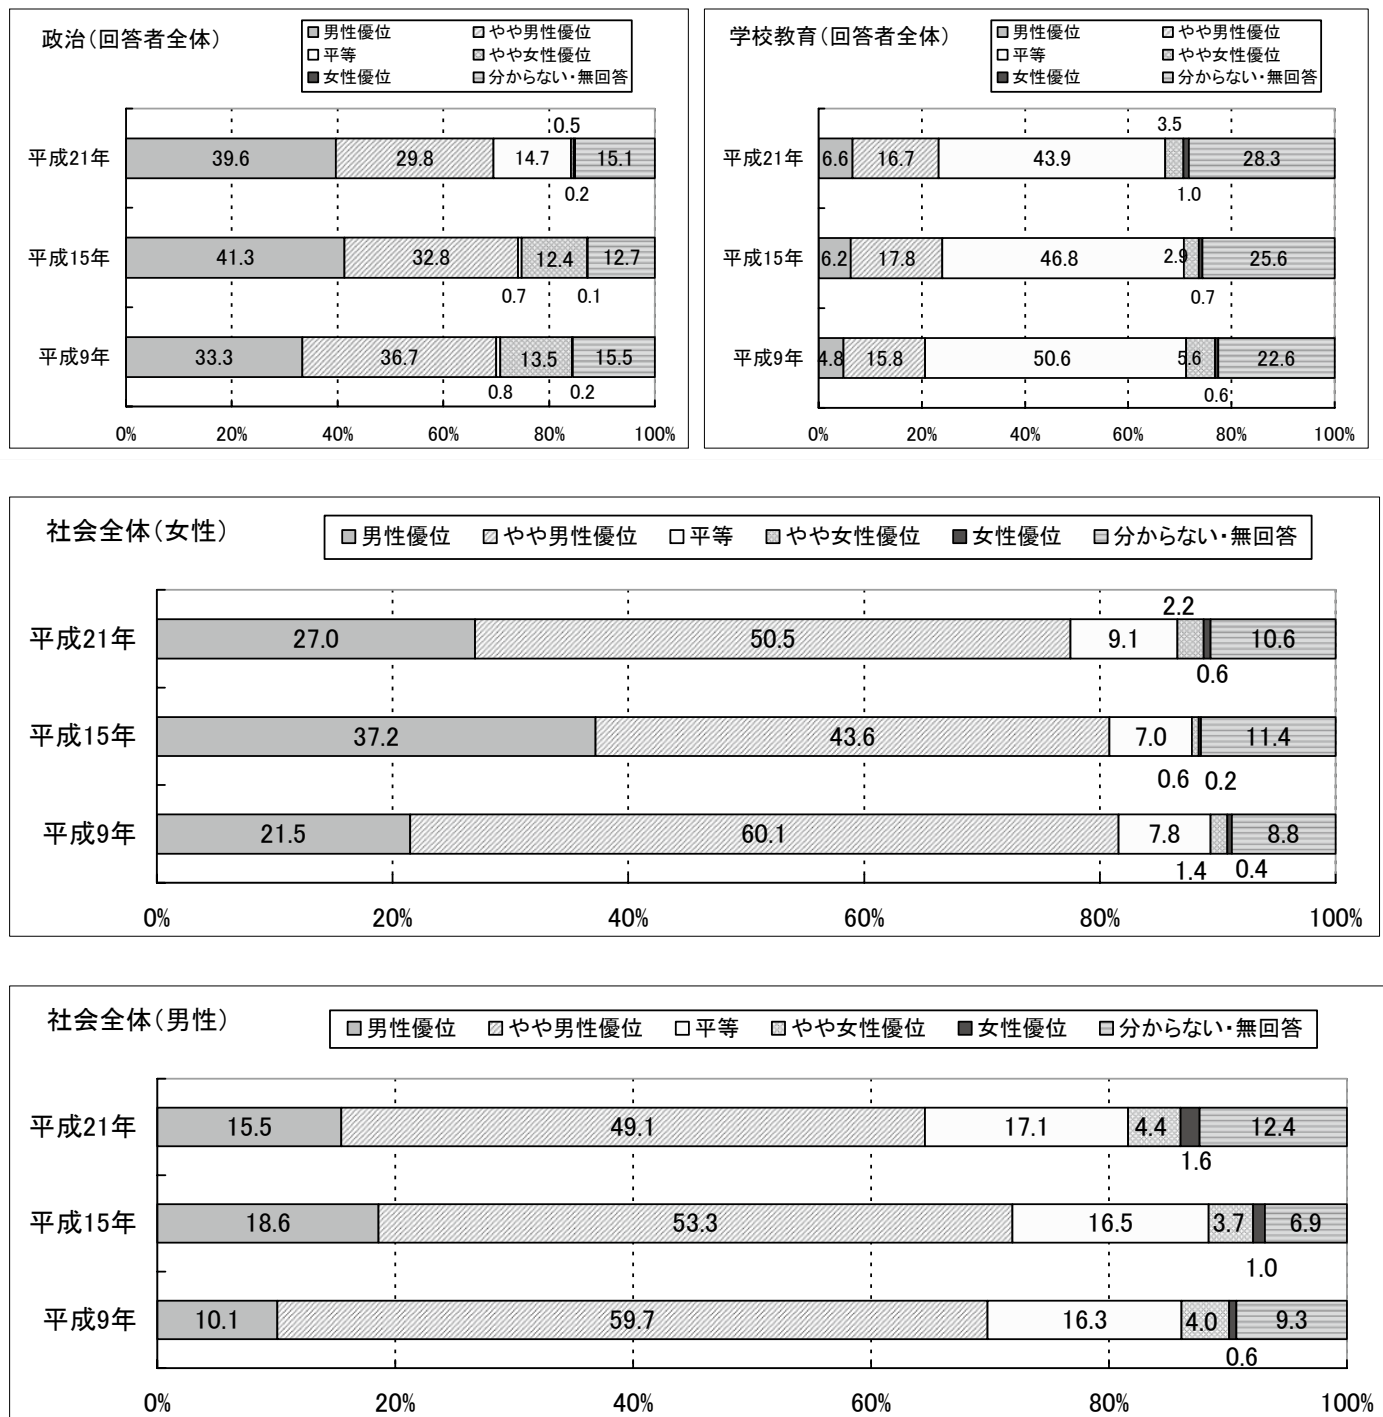 政治(回答者全体)
■男性優位 やや男性優位
平等 やや女性優位
女性優位 分からない・無回答
0.5
平成21年 39.6 29.8 14.7 15.1
0.2
平成15年 41.3 32.8 12.4 12.7
0.7 0.1
平成9年 33.3 36.7 13.5 15.5
0.8 0.2
0% 20% 40% 60% 80% 100%
学校教育(回答者全体)
男性優位 やや男性優位
平等 やや女性優位
女性優位 分からない・無回答
3.5
平成21年 6.6 16.7 43.9 28.3
1.0
平成15年 6.2 17.8 46.8 2.9 25.6
0.7
平成9年 4.8 15.8 50.6 5.6 22.6
0.6
0% 20% 40% 60% 80% 100%
社会全体(女性)
男性優位 やや男性優位 平等 やや女性優位 女性優位 分からない・無回答
2.2
平成21年 27.0 50.5 9.1 10.6
0.6
平成15年 37.2 43.6 7.0 11.4
0.6 0.2
平成9年 21.5 60.1 7.8 8.8
1.4 0.4
0% 20% 40% 60% 80% 100%
社会全体(男性)
男性優位 やや男性優位 平等 やや女性優位 女性優位 分からない・無回答
平成21年 15.5 49.1 17.1 4.4 12.4
1.6
平成15年 18.6 53.3 16.5 3.7 6.9
1.0
平成9年 10.1 59.7 16.3 4.0 9.3
0.6
0% 20% 40% 60% 80% 100%